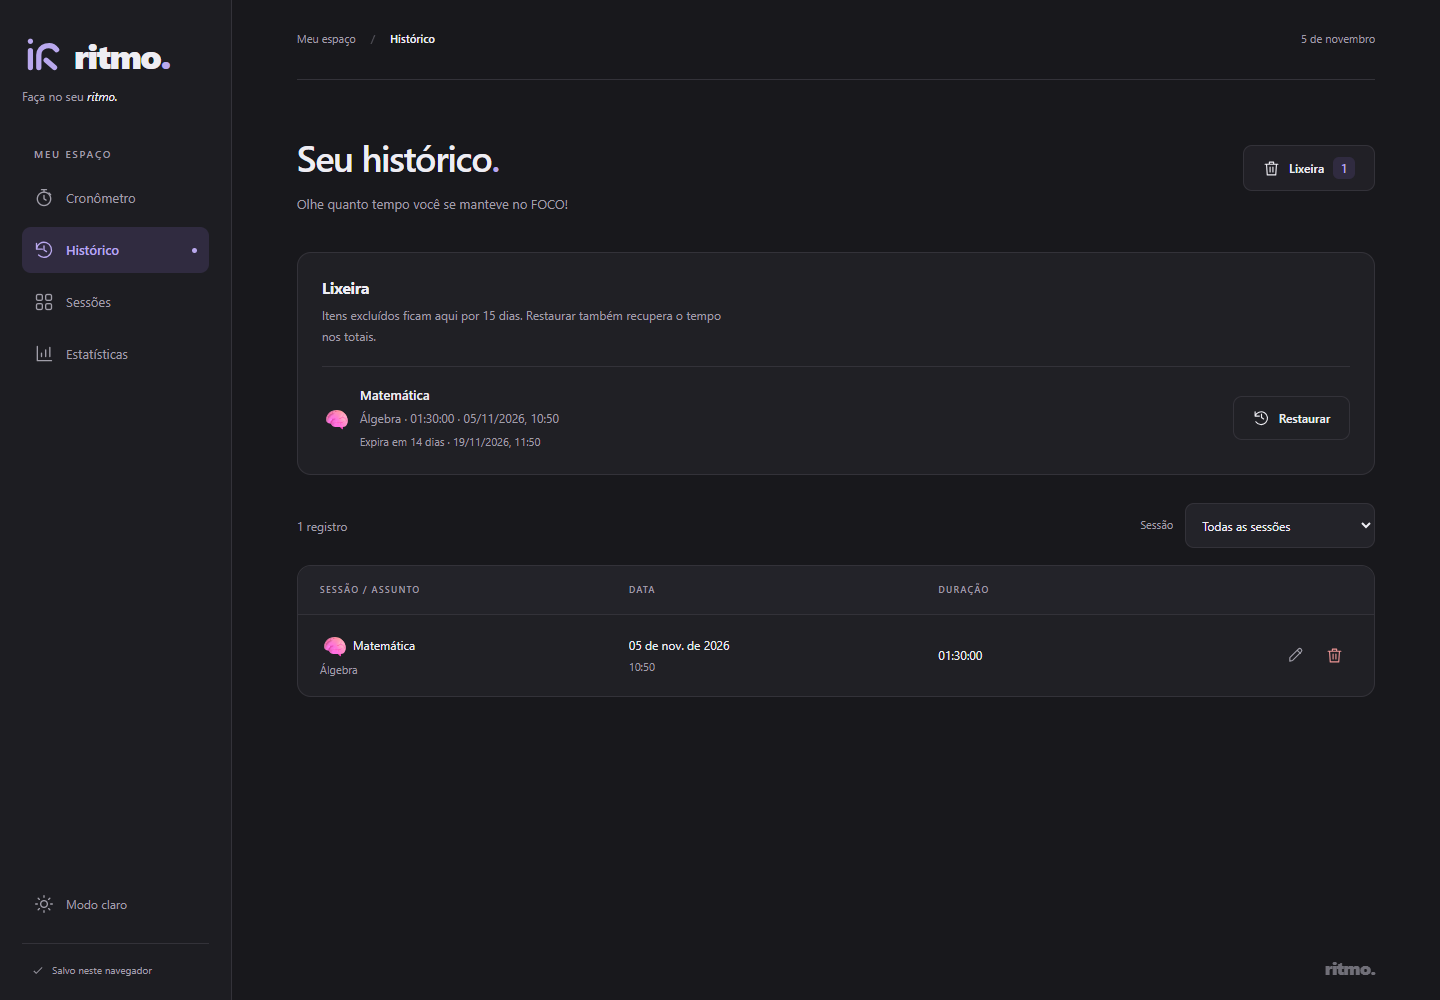 ritmo.
Faça no seu ritmo.
MEU ESPAÇO
Cronômetro
Histórico
Sessões
Estatísticas
Modo claro
Salvo neste navegador
Meu espaço / Histórico
5 de novembro
Seu histórico.
Olhe quanto tempo você se manteve no FOCO!
Lixeira 1
Lixeira
Itens excluídos ficam aqui por 15 dias. Restaurar também recupera o tempo
nos totais.
Matemática
Álgebra · 01:30:00 · 05/11/2026, 10:50
Expira em 14 dias · 19/11/2026, 11:50
Restaurar
1 registro
Sessão
Todas as sessões
SESSÃO / ASSUNTO
DATA
DURAÇÃO
Matemática
Álgebra
05 de nov. de 2026
10:50
01:30:00
ritmo.